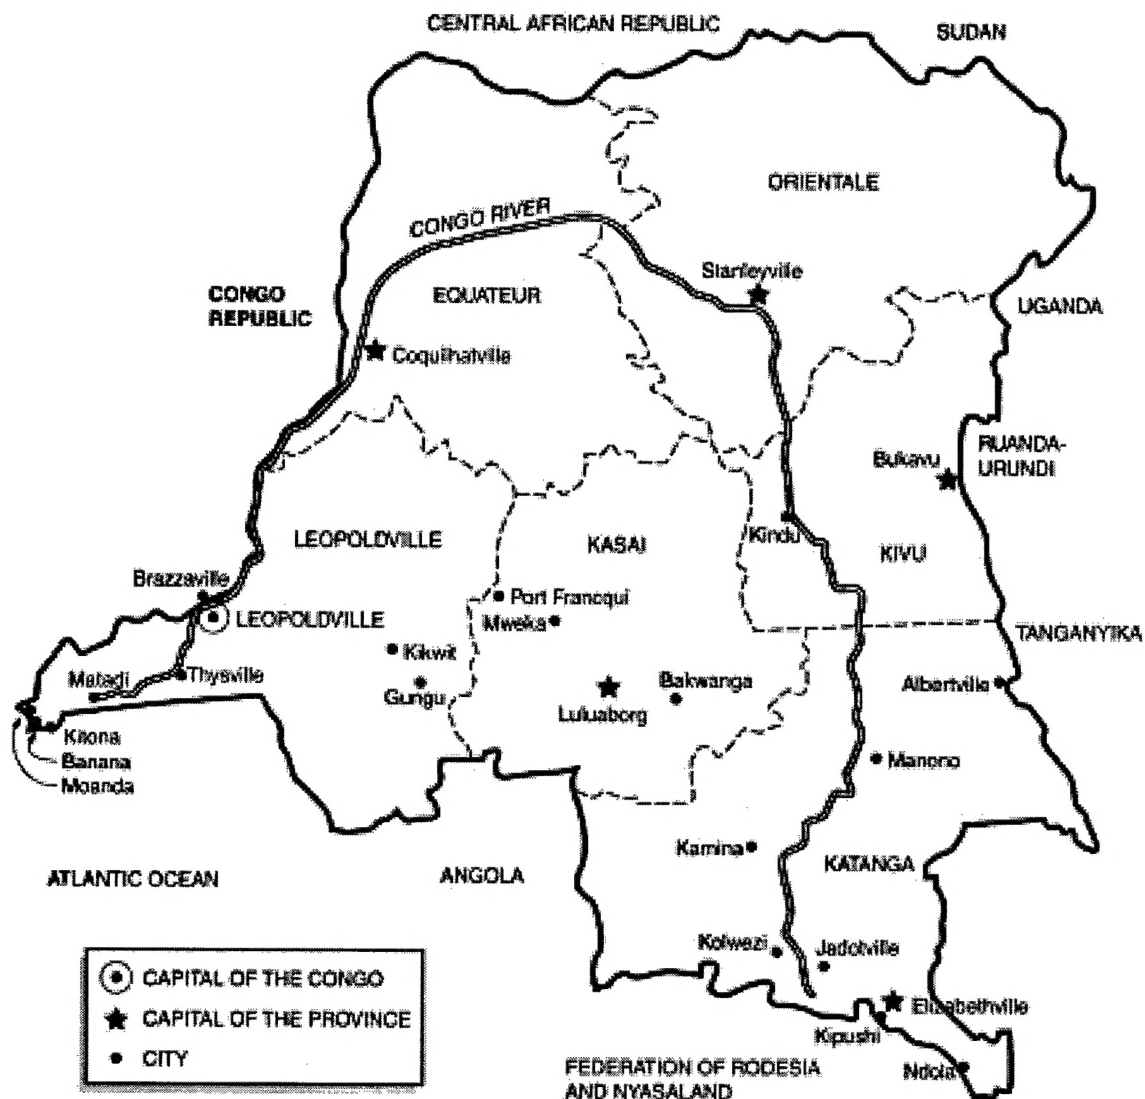 CENTRAL AFRICAN REPUBLIC
SUDAN
ORIENTALE
CONGO RIVER
Stanleyville
CONGO
REPUBLIC
EQUATEUR
UGANDA
Coquilhatville
RUANDA-
URUNDI
Bukavu
LEOPOLDVILLE
KASAI
Kindu
KIVU
Brazzaville
LEOPOLDVILLE
Port Francqui
Mweka
TANGANYIKA
Kikwit
Matadi
Thysville
Gungu
Bakwanga
Albertville
Luluaborg
Kitona
Banana
Moanda
Manono
Kamina
KATANGA
ATLANTIC OCEAN
ANGOLA
Kolwezi
Jadotville
CAPITAL OF THE CONGO
CAPITAL OF THE PROVINCE
CITY
Elizabethville
Kipushi
Ndola
FEDERATION OF RODESIA
AND NYASALAND